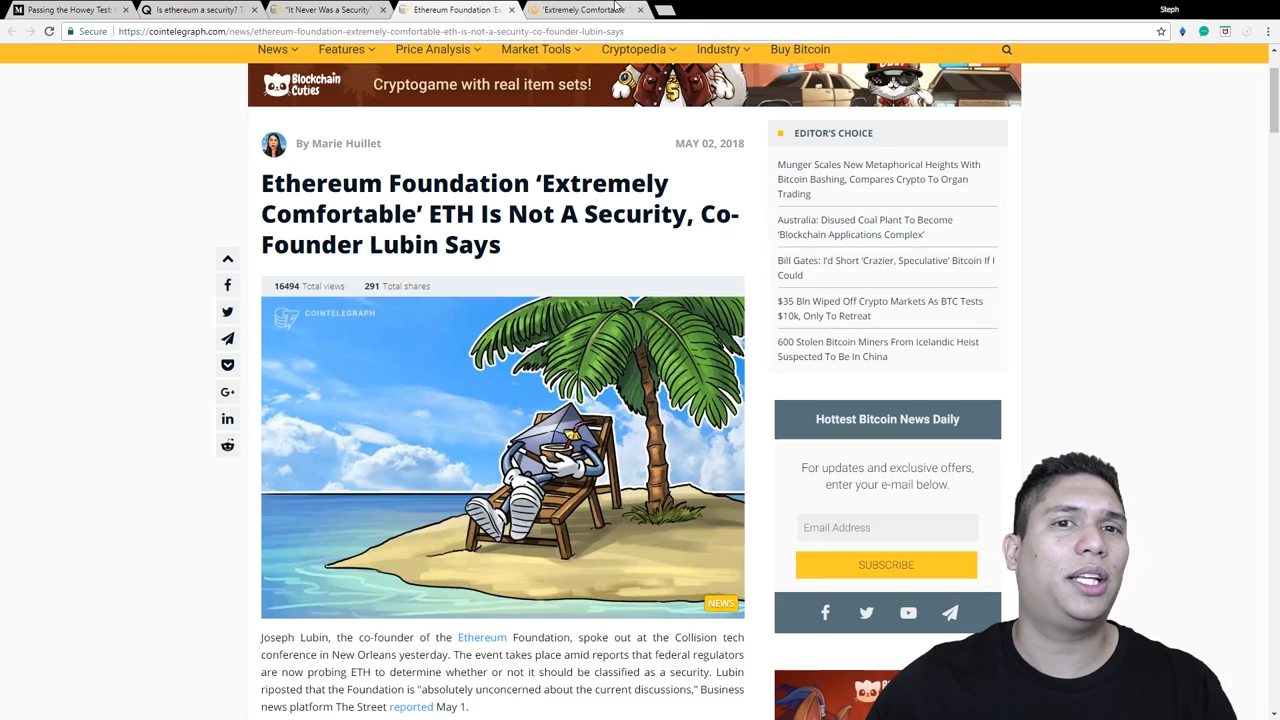 Passing the Howey Test:
Is ethereum a security? T
"It Never Was a Security"
Ethereum Foundation 'Ex
'Extremely Comfortable'
Steph
Secure
https://cointelegraph.com/news/ethereum-foundation-extremely-comfortable-eth-is-not-a-security-co-founder-lubin-says
News
Features
Price Analysis
Market Tools
Cryptopedia
Industry
Buy Bitcoin
BLOCKCHAIN
CUTIES
Cryptogame with real item sets!
By Marie Huillet
MAY 02, 2018
Ethereum Foundation ‘Extremely
Comfortable’ ETH Is Not A Security, Co-
Founder Lubin Says
16494 Total views
291 Total shares
COINTELEGRAPH
NEWS
Joseph Lubin, the co-founder of the Ethereum Foundation, spoke out at the Collision tech
conference in New Orleans yesterday. The event takes place amid reports that federal regulators
are now probing ETH to determine whether or not it should be classified as a security. Lubin
riposted that the Foundation is "absolutely unconcerned about the current discussions,” Business
news platform The Street reported May 1.
EDITOR'S CHOICE
Munger Scales New Metaphorical Heights With
Bitcoin Bashing, Compares Crypto To Organ
Trading
Australia: Disused Coal Plant To Become
‘Blockchain Applications Complex’
Bill Gates: I'd Short ‘Crazier, Speculative’ Bitcoin If I
Could
$35 Bln Wiped Off Crypto Markets As BTC Tests
$10k, Only To Retreat
600 Stolen Bitcoin Miners From Icelandic Heist
Suspected To Be In China
Hottest Bitcoin News Daily
For updates and exclusive offers,
enter your e-mail below.
Email Address
SUBSCRIBE